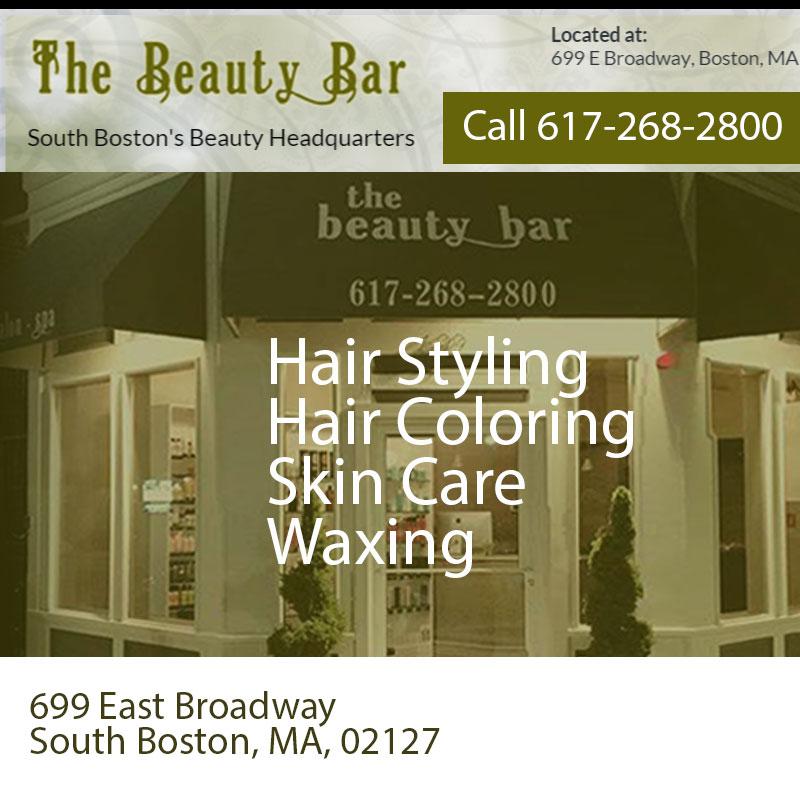 The Beauty Bar
South Boston's Beauty Headquarters
Located at:
699 E Broadway, Boston, MA
Call 617-268-2800
the
beauty bar
617-268-2800
spa
Hair Styling
Hair Coloring
Skin Care
Waxing
699 East Broadway
South Boston, MA, 02127